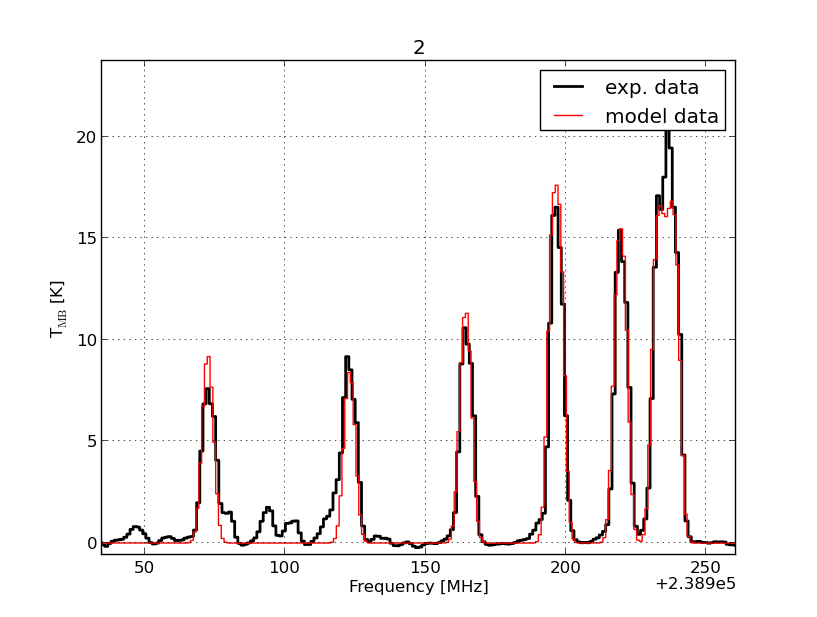 2
exp. data
model data
20
15
10
5
0
T_MB [K]
50 100 150 200 250
Frequency [MHz]
+2.389e5